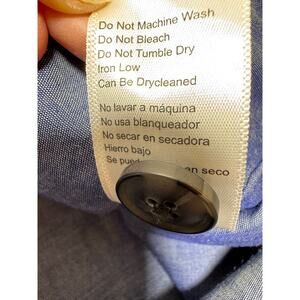 Do Not Machine Wash
Do Not Bleach
Do Not Tumble Dry
Iron Low
Can Be Drycleaned
No lavar a máquina
No usa blanqueador
No secar en secadora
Hierro bajo
Se en seco